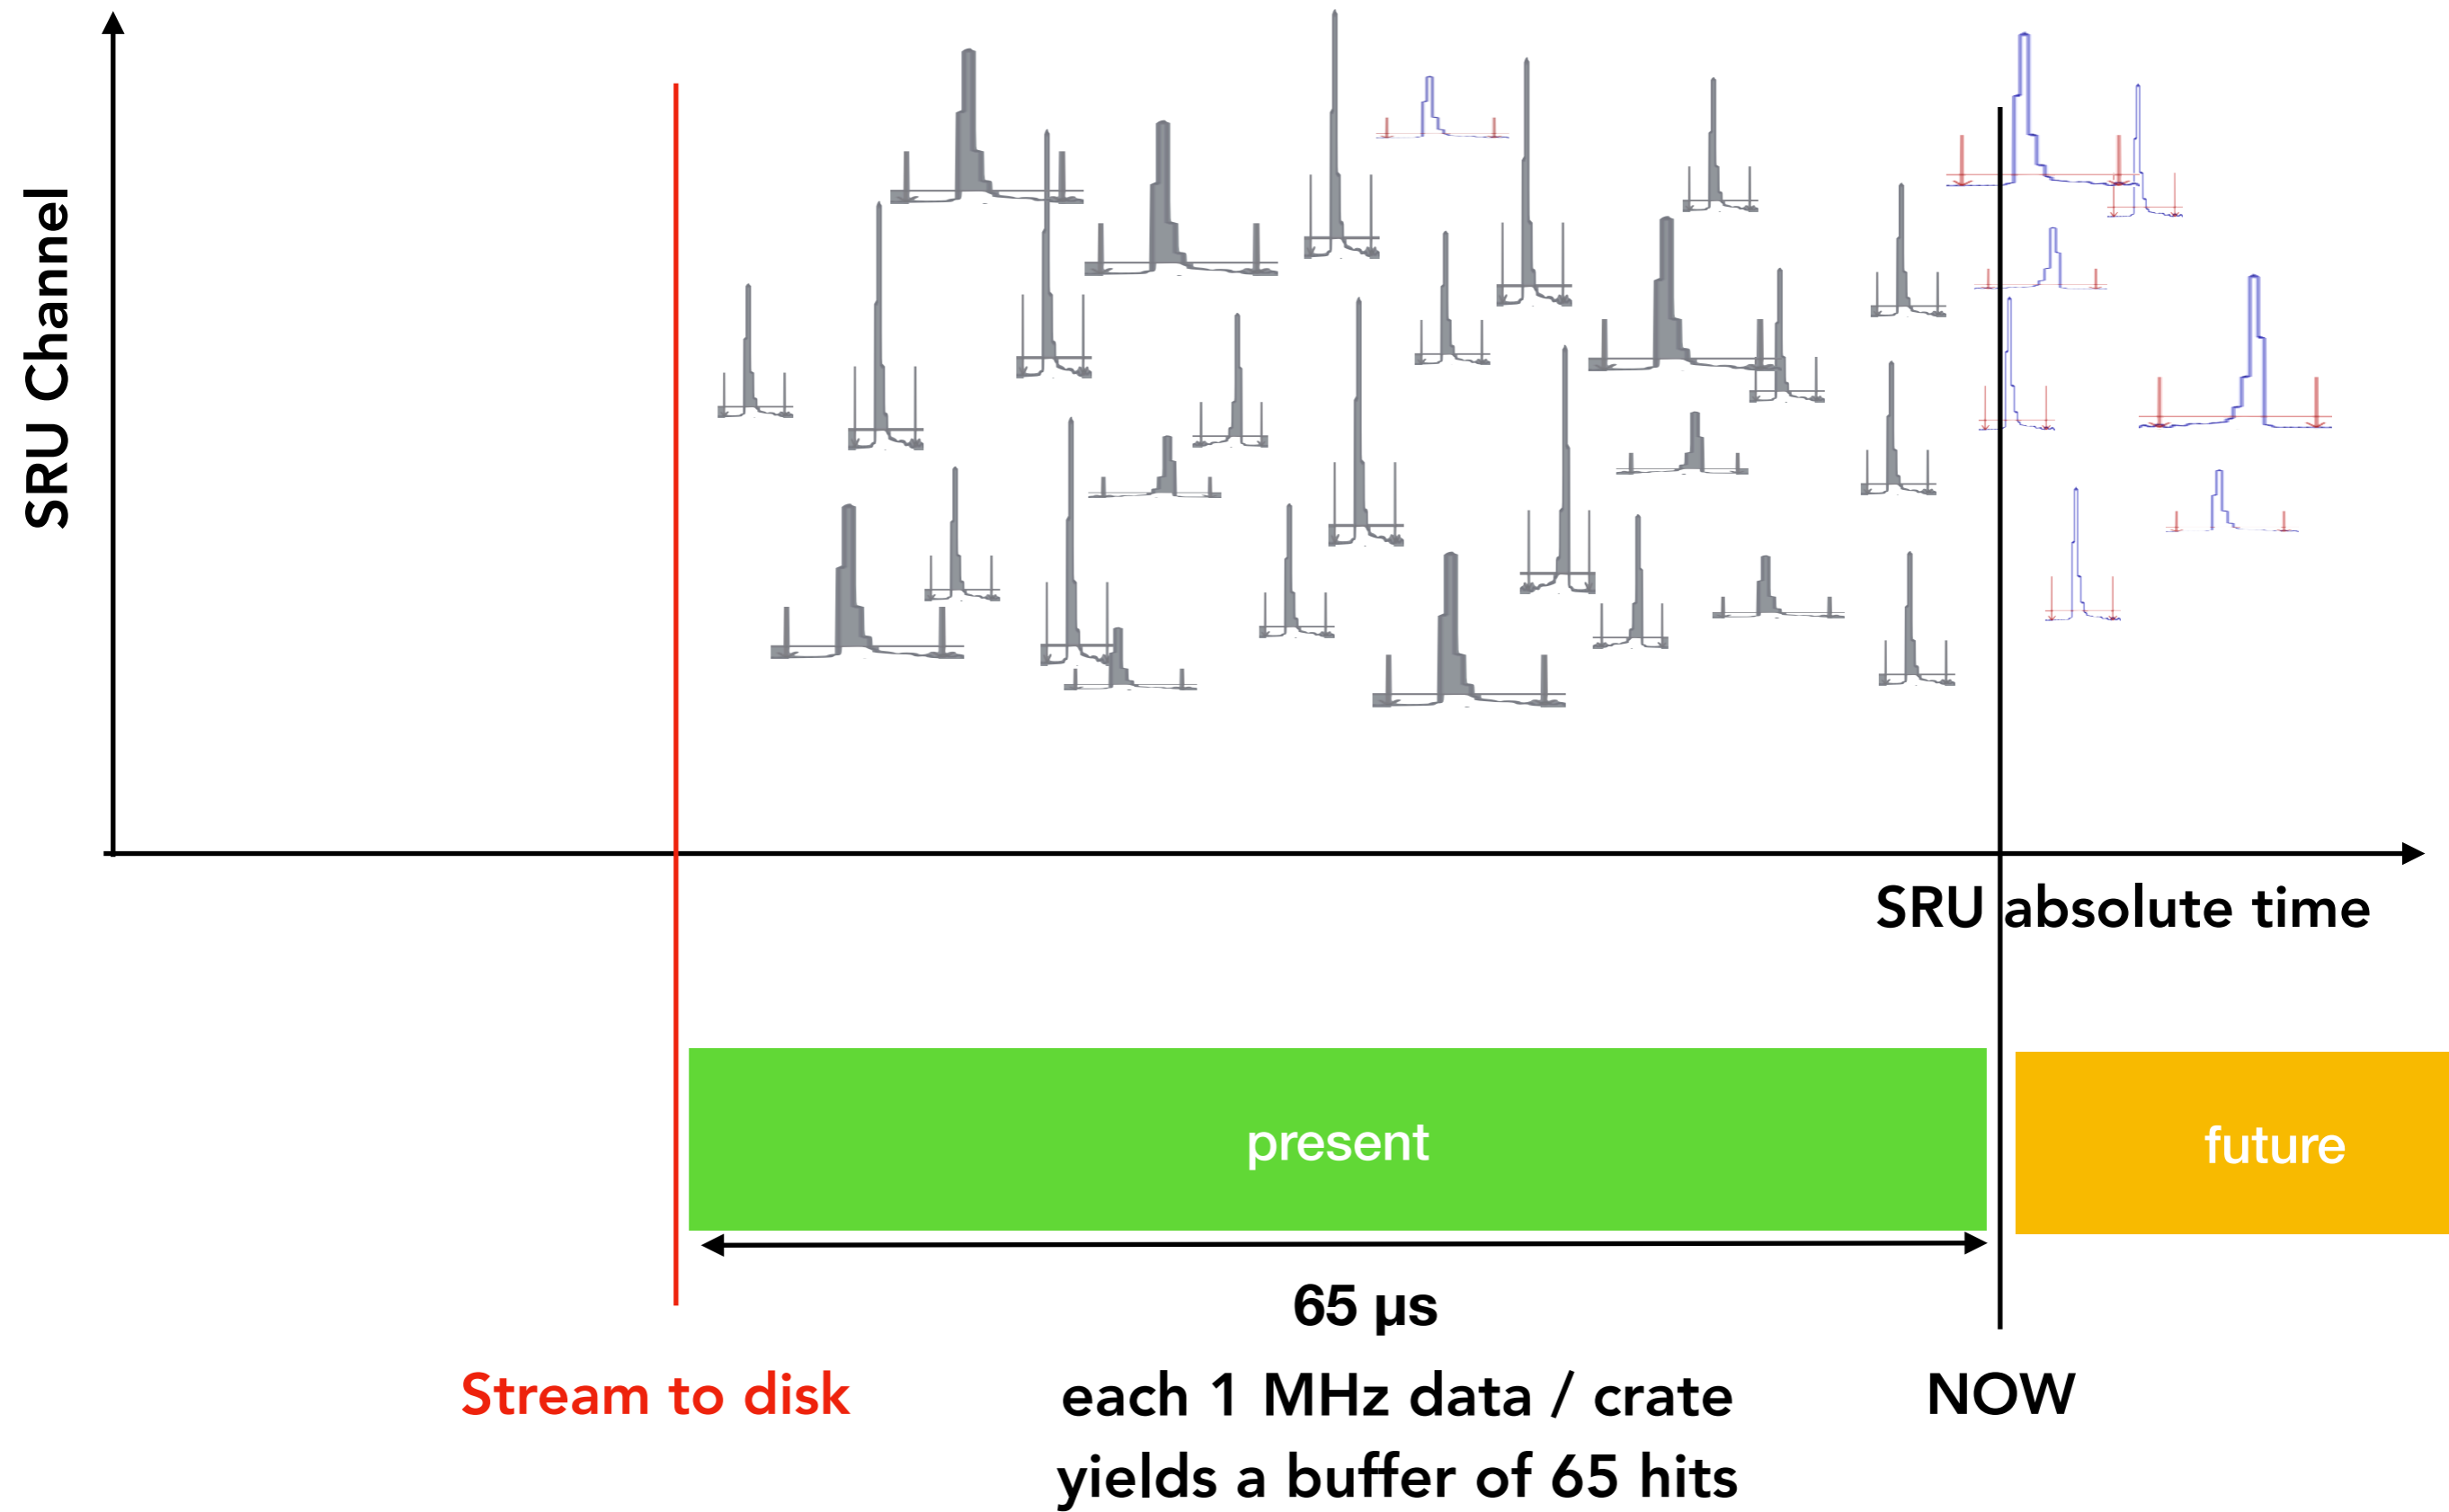 SRU Channel
SRU absolute time
present
future
65 µs
Stream to disk
each 1 MHz data / crate
yields a buffer of 65 hits
NOW